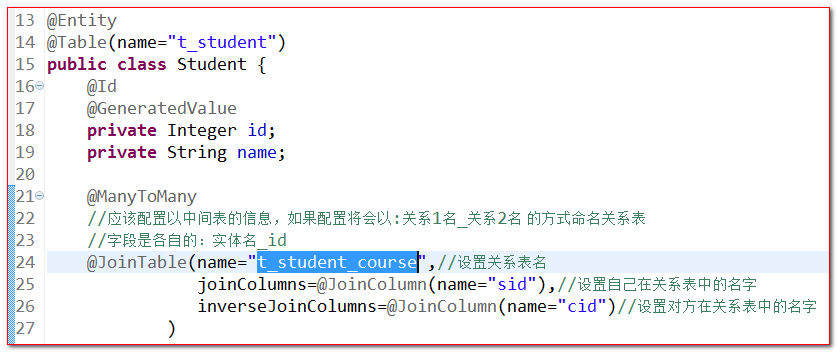 13 @Entity
14 @Table(name="t_student")
15 public class Student {
16 @Id
17 @GeneratedValue
18 private Integer id;
19 private String name;
20
21 @ManyToMany
22 //应该配置以中间表的信息，如果配置将会以:关系1名_关系2名 的方式命名关系表
23 //字段是各自的：实体名_id
24 @JoinTable(name="t_student_course",//设置关系表名
25 joinColumns=@JoinColumn(name="sid"),//设置自己在关系表中的名字
26 inverseJoinColumns=@JoinColumn(name="cid")//设置对方在关系表中的名字
27 )